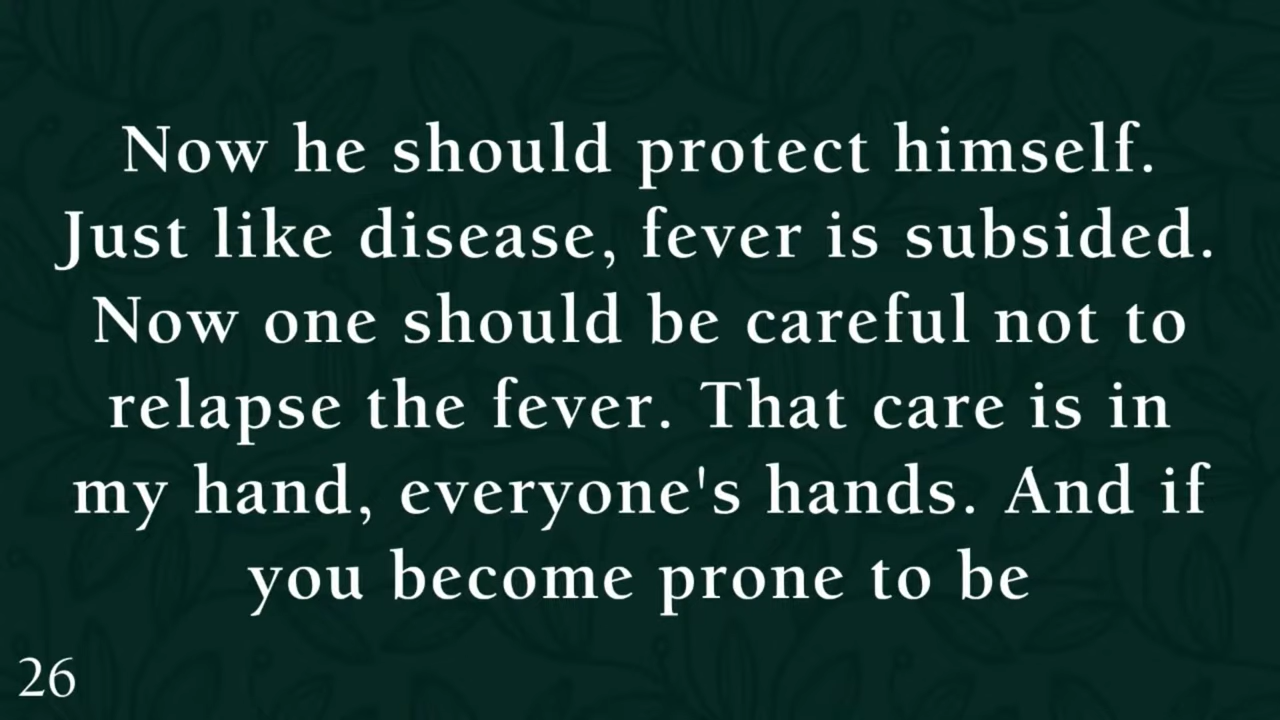 Now he should protect himself.
Just like disease, fever is subsided.
Now one should be careful not to
relapse the fever. That care is in
my hand, everyone's hands. And if
you become prone to be
26